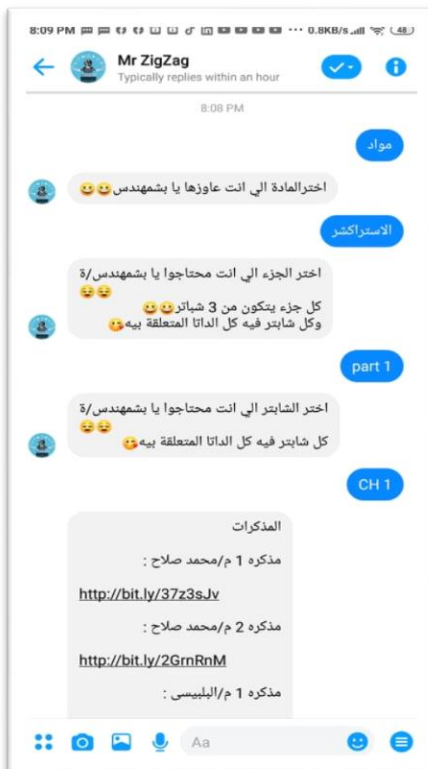 8:09 PM ... 0.8KB/s 48
Mr ZigZag
Typically replies within an hour
8:08 PM
مواد
اخترالمادة الي انت عاوزها يا بشمهندس😀😀
الاستراكشر
اختر الجزء الي انت محتاجوا يا بشمهندس/ة
😌😌
كل جزء يتكون من 3 شباتر😀😀
وكل شابتر فيه كل الداتا المتعلقة بيه😋
part 1
اختر الشابتر الي انت محتاجوا يا بشمهندس/ة
😌😌
كل شابتر فيه كل الداتا المتعلقة بيه😋
CH 1
المذكرات
مذكره 1 م/محمد صلاح :
http://bit.ly/37z3sJv
مذكره 2 م/محمد صلاح :
http://bit.ly/2GrnRnM
مذكره 1 م/البلبيسى :
Aa